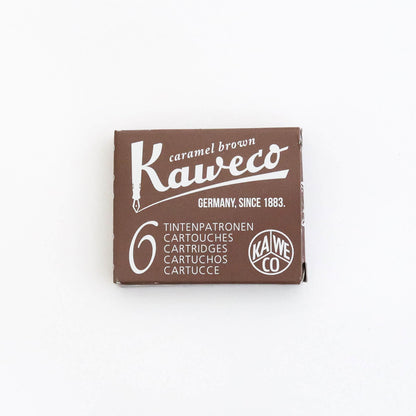 caramel brown
Kaweco
GERMANY, SINCE 1883.
6
TINTENPATRONEN
CARTOUCHES
CARTRIDGES
CARTUCHOS
CARTUCCE
KA WE
CO